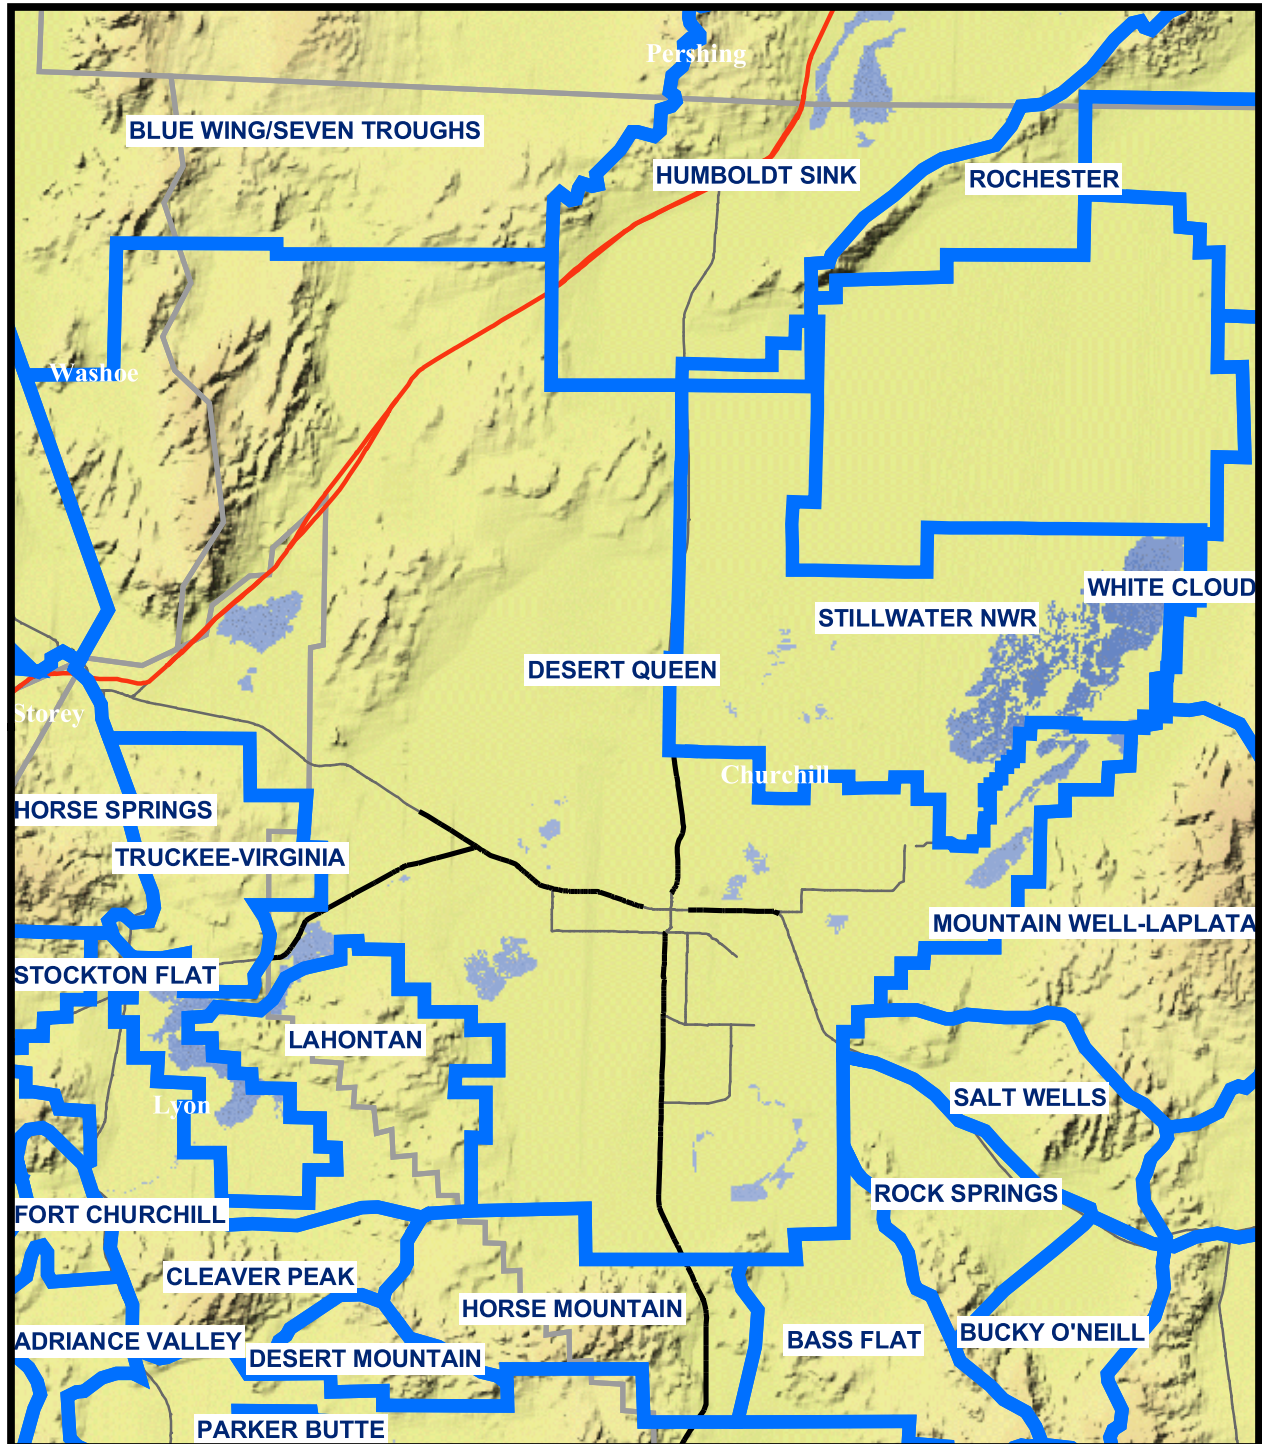 Pershing
BLUE WING/SEVEN TROUGHS
HUMBOLDT SINK
ROCHESTER
Washoe
WHITE CLOUD
STILLWATER NWR
DESERT QUEEN
Storey
Churchill
HORSE SPRINGS
TRUCKEE-VIRGINIA
MOUNTAIN WELL-LAPLATA
STOCKTON FLAT
LAHONTAN
SALT WELLS
Lyon
ROCK SPRINGS
FORT CHURCHILL
CLEAVER PEAK
HORSE MOUNTAIN
BUCKY O'NEILL
ADRIANCE VALLEY
BASS FLAT
DESERT MOUNTAIN
PARKER BUTTE